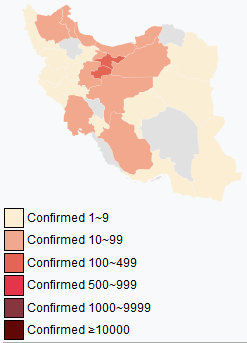 Confirmed 1~9
Confirmed 10~99
Confirmed 100~499
Confirmed 500~999
Confirmed 1000~9999
Confirmed ≥10000